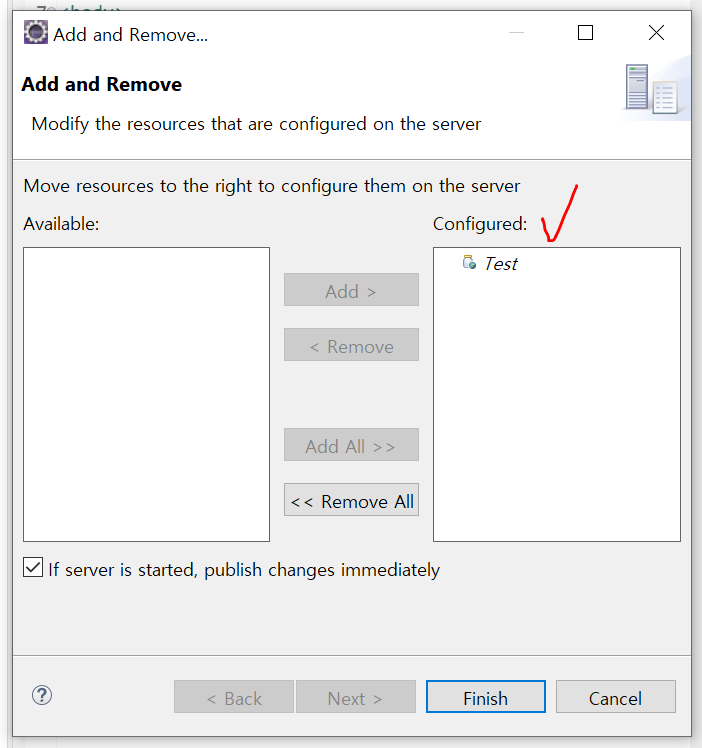 Add and Remove...
Add and Remove
Modify the resources that are configured on the server
Move resources to the right to configure them on the server
Available:
Configured:
Test
Add >
< Remove
Add All >>
<< Remove All
If server is started, publish changes immediately
?
< Back
Next >
Finish
Cancel